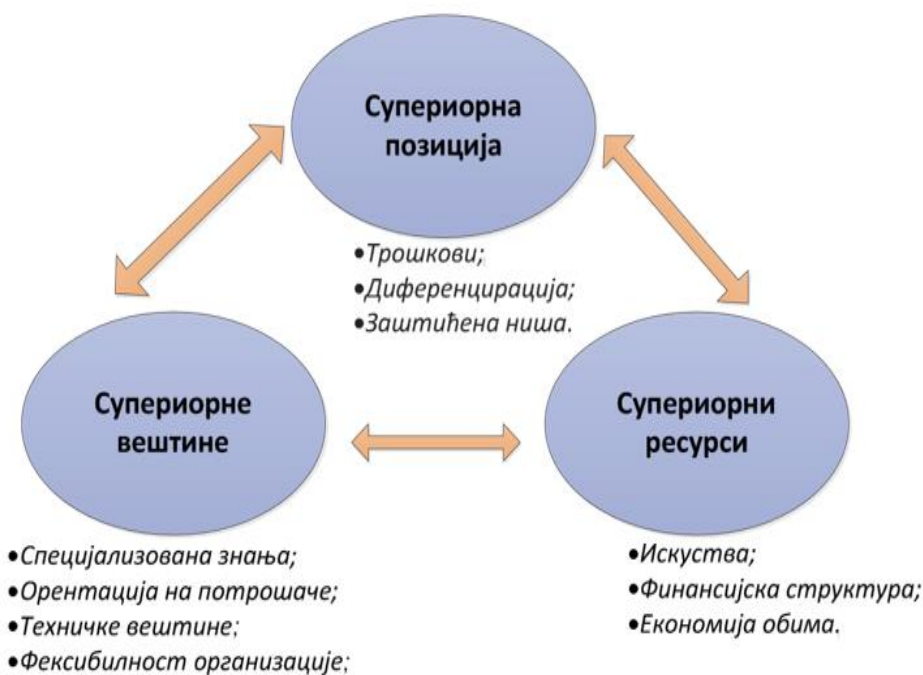 Супериорна
позиција
•Трошкови;
•Диференцирација;
•Заштићена ниша.
Супериорне
вештине
•Специјализована знања;
•Орентација на потрошаче;
•Техничке вештине;
•Фексибилност организације;
Супериорни
ресурси
•Искуства;
•Финансијска структура;
•Економија обима.